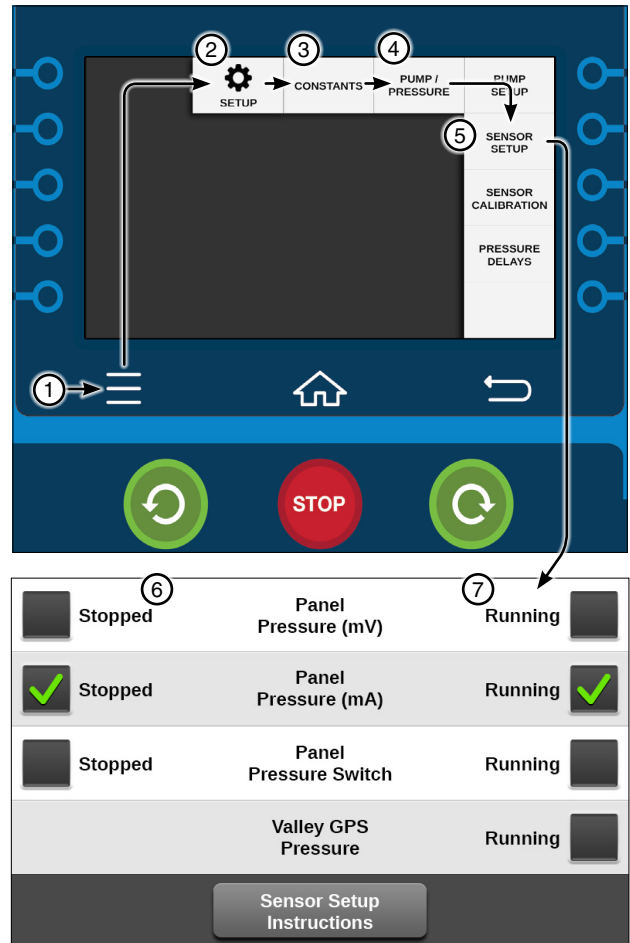 2
3
4
SETUP
CONSTANTS
PUMP /
PRESSURE
PUMP
SETUP
5
SENSOR
SETUP
SENSOR
CALIBRATION
PRESSURE
DELAYS
1
STOP
6
7
Stopped
Panel
Pressure (mV)
Running
Stopped
Panel
Pressure (mA)
Running
Stopped
Panel
Pressure Switch
Running
Valley GPS
Pressure
Running
Sensor Setup
Instructions